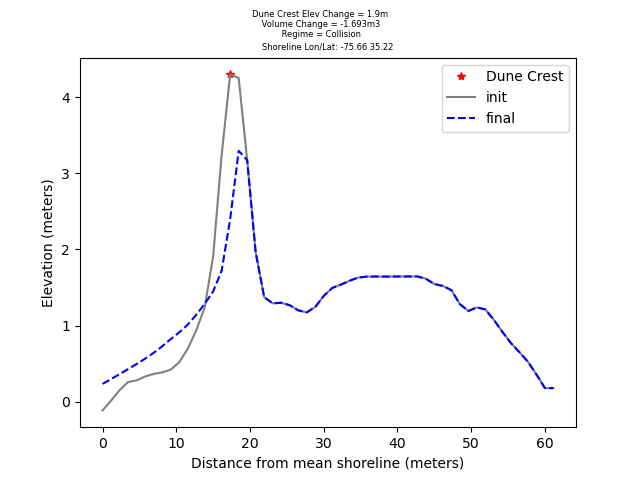 Dune Crest Elev Change = 1.9m
Volume Change = -1.693m3
Regime = Collision
Shoreline Lon/Lat: -75.66 35.22
Dune Crest
init
final
4
3
2
1
0
Elevation (meters)
0 10 20 30 40 50 60
Distance from mean shoreline (meters)